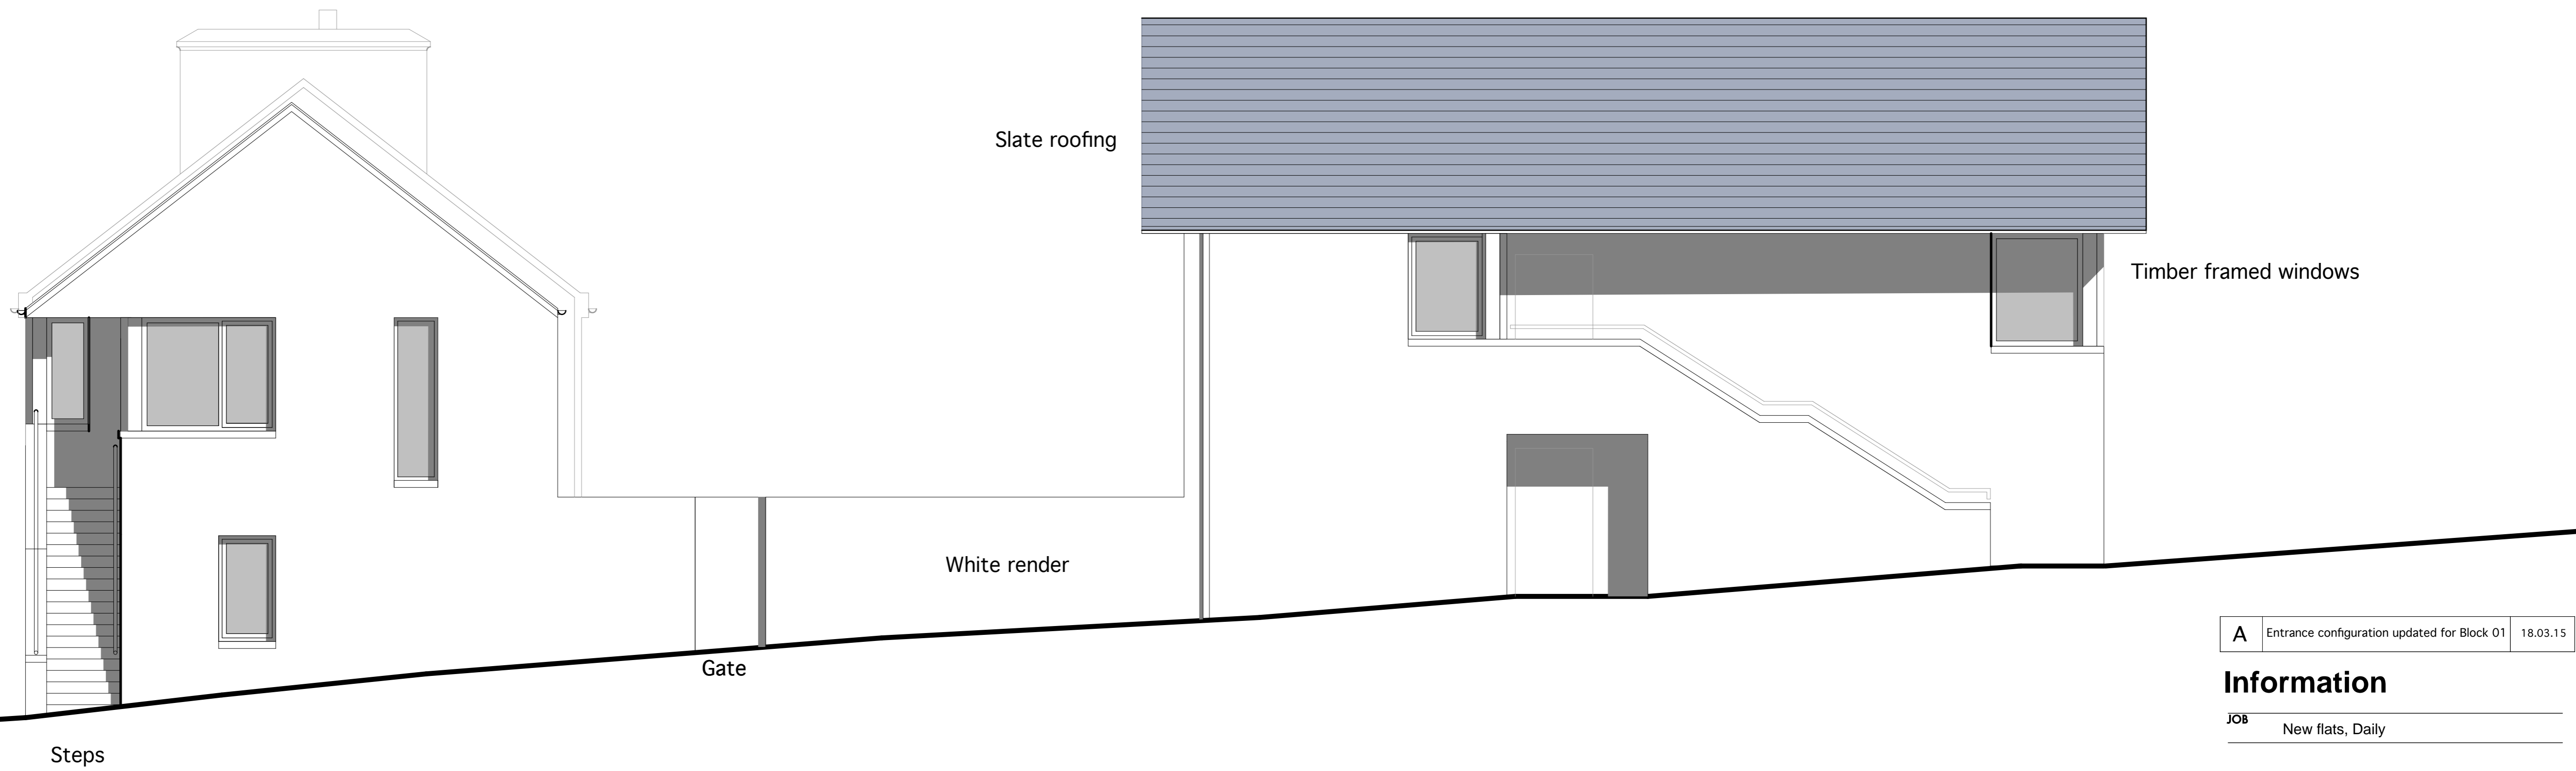 Slate roofing
Timber framed windows
White render
Gate
Steps
A Entrance configuration updated for Block 01 18.03.15
Information
JOB
New flats, Daily